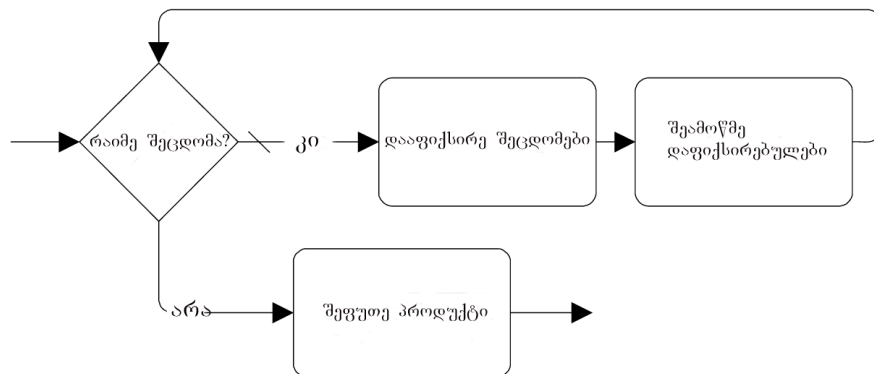 რაიმე შეცდომა?
კი
დააფიქსირე შეცდომები
შეამოწმე
დაფიქსირებულები
არა
შეფუთე პროდუქტი